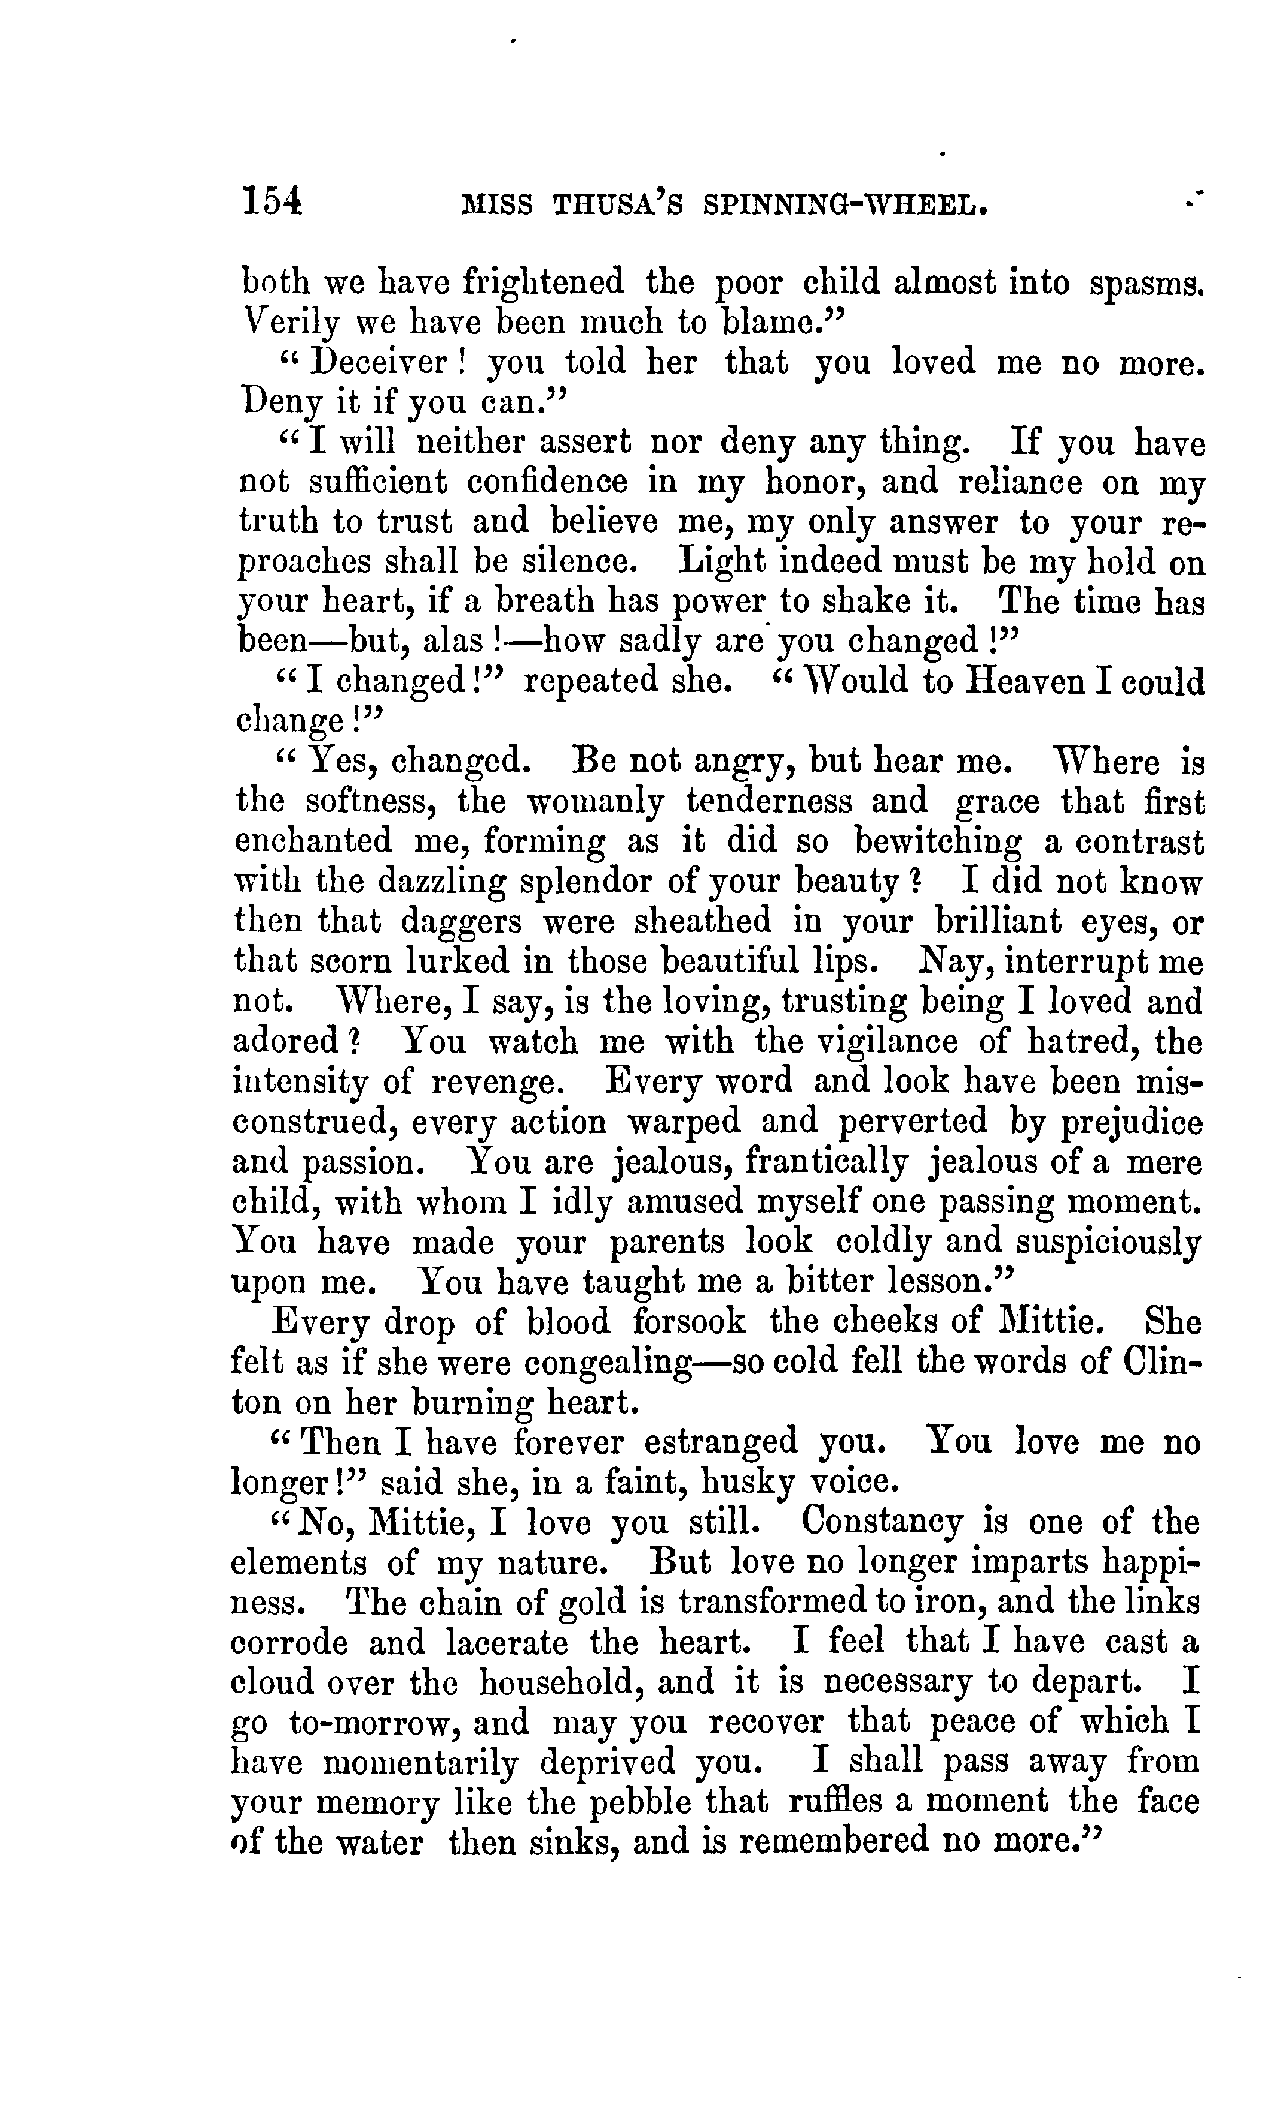 154 MISS THUSA'S SPINNING-WHEEL.
both we have frightened the poor child almost into spasms.
Verily we have been much to blame."
"Deceiver! you told her that you loved me no more.
Deny it if you can."
"I will neither assert nor deny any thing. If you have
not sufficient confidence in my honor, and reliance on my
truth to trust and believe me, my only answer to your re-
proaches shall be silence. Light indeed must be my hold on
your heart, if a breath has power to shake it. The time has
been—but, alas!—how sadly are you changed!"
"I changed!" repeated she. "Would to Heaven I could
change!"
"Yes, changed. Be not angry, but hear me. Where is
the softness, the womanly tenderness and grace that first
enchanted me, forming as it did so bewitching a contrast
with the dazzling splendor of your beauty? I did not know
then that daggers were sheathed in your brilliant eyes, or
that scorn lurked in those beautiful lips. Nay, interrupt me
not. Where, I say, is the loving, trusting being I loved and
adored? You watch me with the vigilance of hatred, the
intensity of revenge. Every word and look have been mis-
construed, every action warped and perverted by prejudice
and passion. You are jealous, frantically jealous of a mere
child, with whom I idly amused myself one passing moment.
You have made your parents look coldly and suspiciously
upon me. You have taught me a bitter lesson."
Every drop of blood forsook the cheeks of Mittie. She
felt as if she were congealing—so cold fell the words of Clin-
ton on her burning heart.
"Then I have forever estranged you. You love me no
longer!" said she, in a faint, husky voice.
"No, Mittie, I love you still. Constancy is one of the
elements of my nature. But love no longer imparts happi-
ness. The chain of gold is transformed to iron, and the links
corrode and lacerate the heart. I feel that I have cast a
cloud over the household, and it is necessary to depart. I
go to-morrow, and may you recover that peace of which I
have momentarily deprived you. I shall pass away from
your memory like the pebble that ruffles a moment the face
of the water then sinks, and is remembered no more."